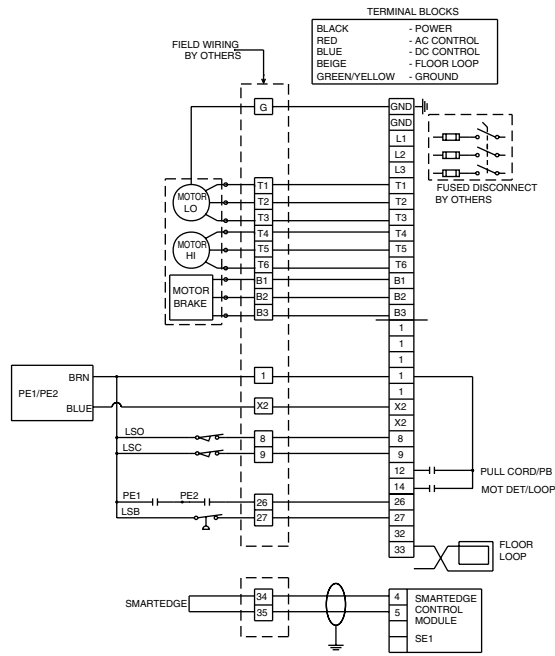 TERMINAL BLOCKS
BLACK - POWER
RED - AC CONTROL
BLUE - DC CONTROL
BEIGE - FLOOR LOOP
GREEN/YELLOW - GROUND
FIELD WIRING
BY OTHERS
G
GND
GND
L1
L2
L3
FUSED DISCONNECT
BY OTHERS
MOTOR
LO
T1
T1
T2
T2
T3
T3
MOTOR
HI
T4
T4
T5
T5
T6
T6
MOTOR
BRAKE
B1
B1
B2
B2
B3
B3
1
1
1
PE1/PE2
BRN
1
1
1
BLUE
X2
X2
X2
LSO
8
8
LSC
9
9
12
PULL CORD/PB
14
MOT DET/LOOP
PE1
PE2
26
26
LSB
27
27
32
33
FLOOR
LOOP
SMARTEDGE
34
35
4
5
SMARTEDGE
CONTROL
MODULE
SE1